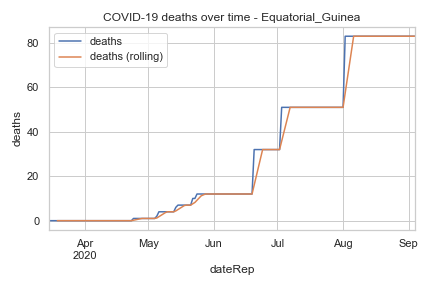 COVID-19 deaths over time - Equatorial_Guinea
deaths
deaths (rolling)
80
60
40
20
0
deaths
Apr
2020
May
Jun
Jul
Aug
Sep
dateRep